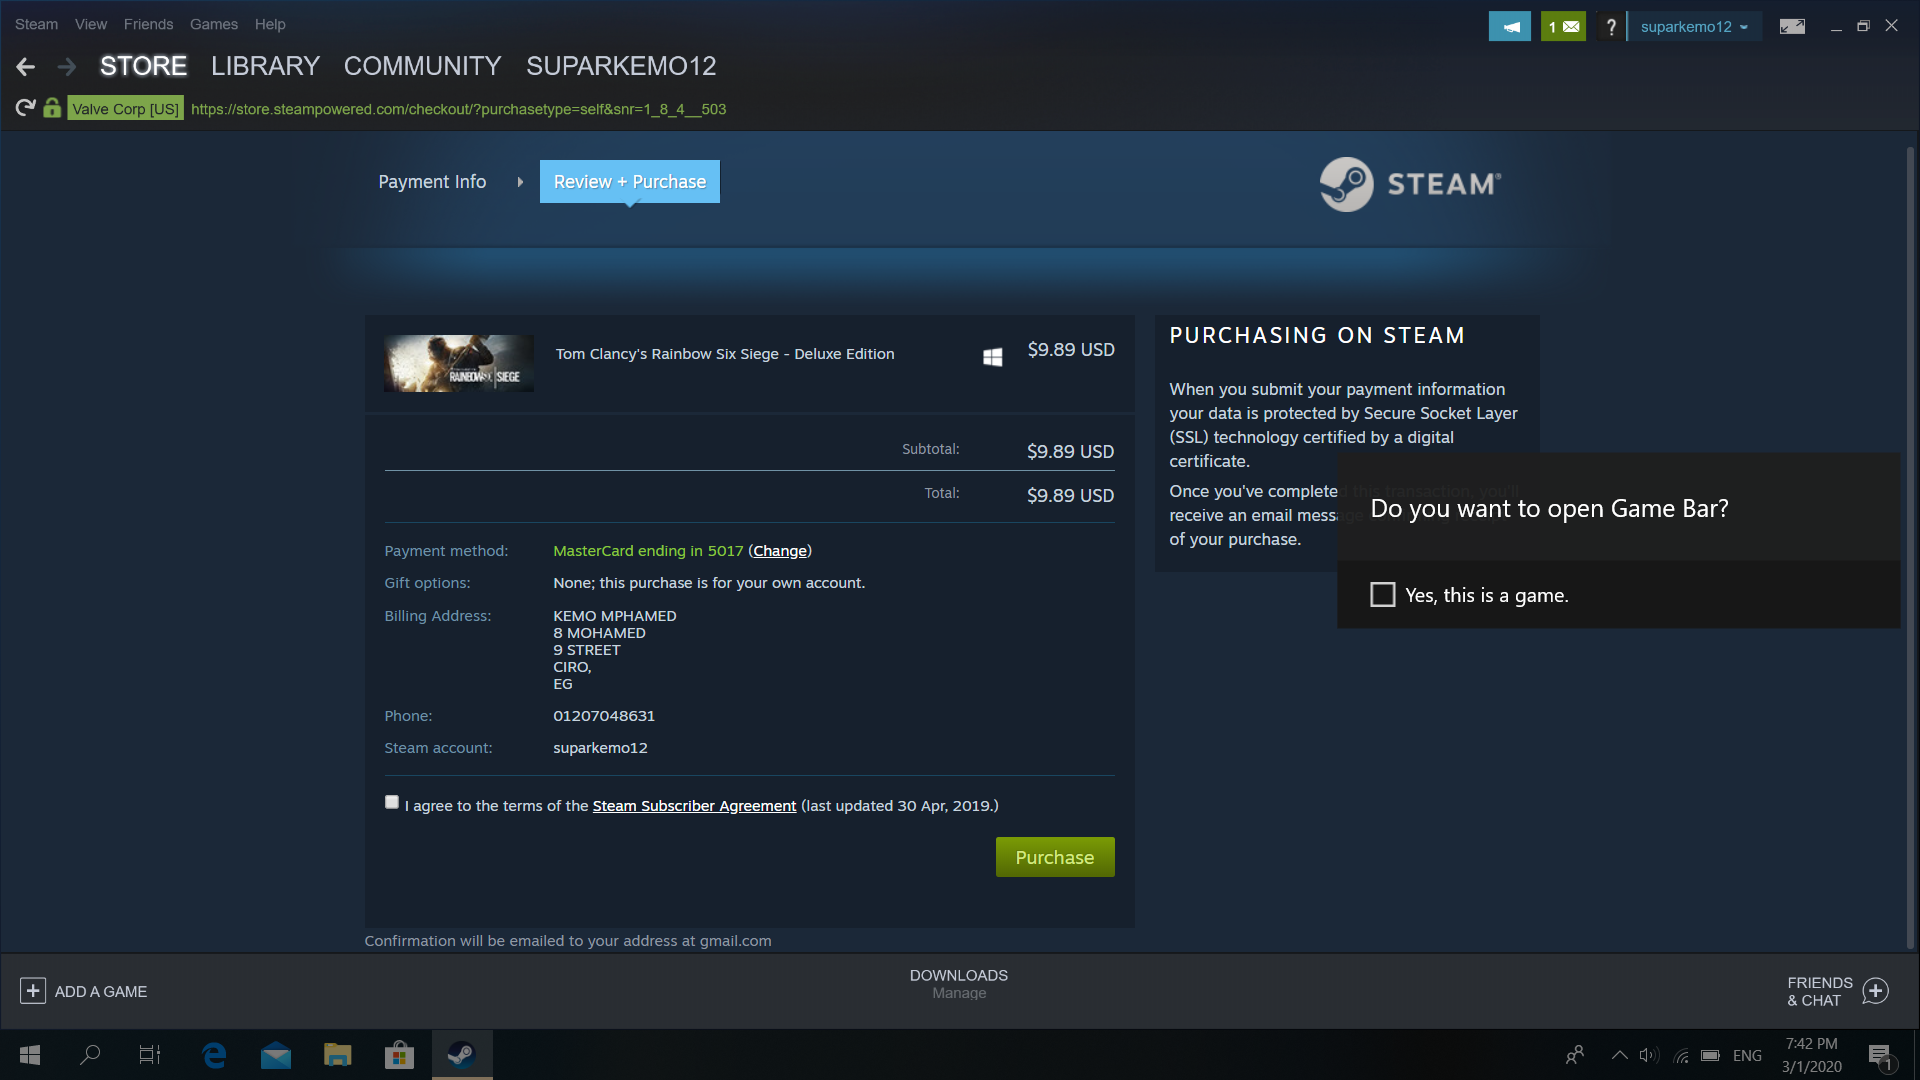 Steam View Friends Games Help
1 ? suparkemo12
STORE LIBRARY COMMUNITY SUPARKEMO12
Valve Corp [US] https://store.steampowered.com/checkout/?purchasetype=self&snr=1_8_4__503
Payment Info Review + Purchase
STEAM®
RAINBOW SIX SIEGE
Tom Clancy's Rainbow Six Siege - Deluxe Edition $9.89 USD
Subtotal: $9.89 USD
Total: $9.89 USD
Payment method: MasterCard ending in 5017 (Change)
Gift options: None; this purchase is for your own account.
Billing Address: KEMO MPHAMED
8 MOHAMED
9 STREET
CIRO,
EG
Phone: 01207048631
Steam account: suparkemo12
I agree to the terms of the Steam Subscriber Agreement (last updated 30 Apr, 2019.)
Purchase
Confirmation will be emailed to your address at gmail.com
PURCHASING ON STEAM
When you submit your payment information
your data is protected by Secure Socket Layer
(SSL) technology certified by a digital
certificate.
Once you've completed this transaction, you'll
receive an email message
of your purchase.
Do you want to open Game Bar?
Yes, this is a game.
+ ADD A GAME
DOWNLOADS
Manage
FRIENDS
& CHAT
ENG
7:42 PM
3/1/2020
1